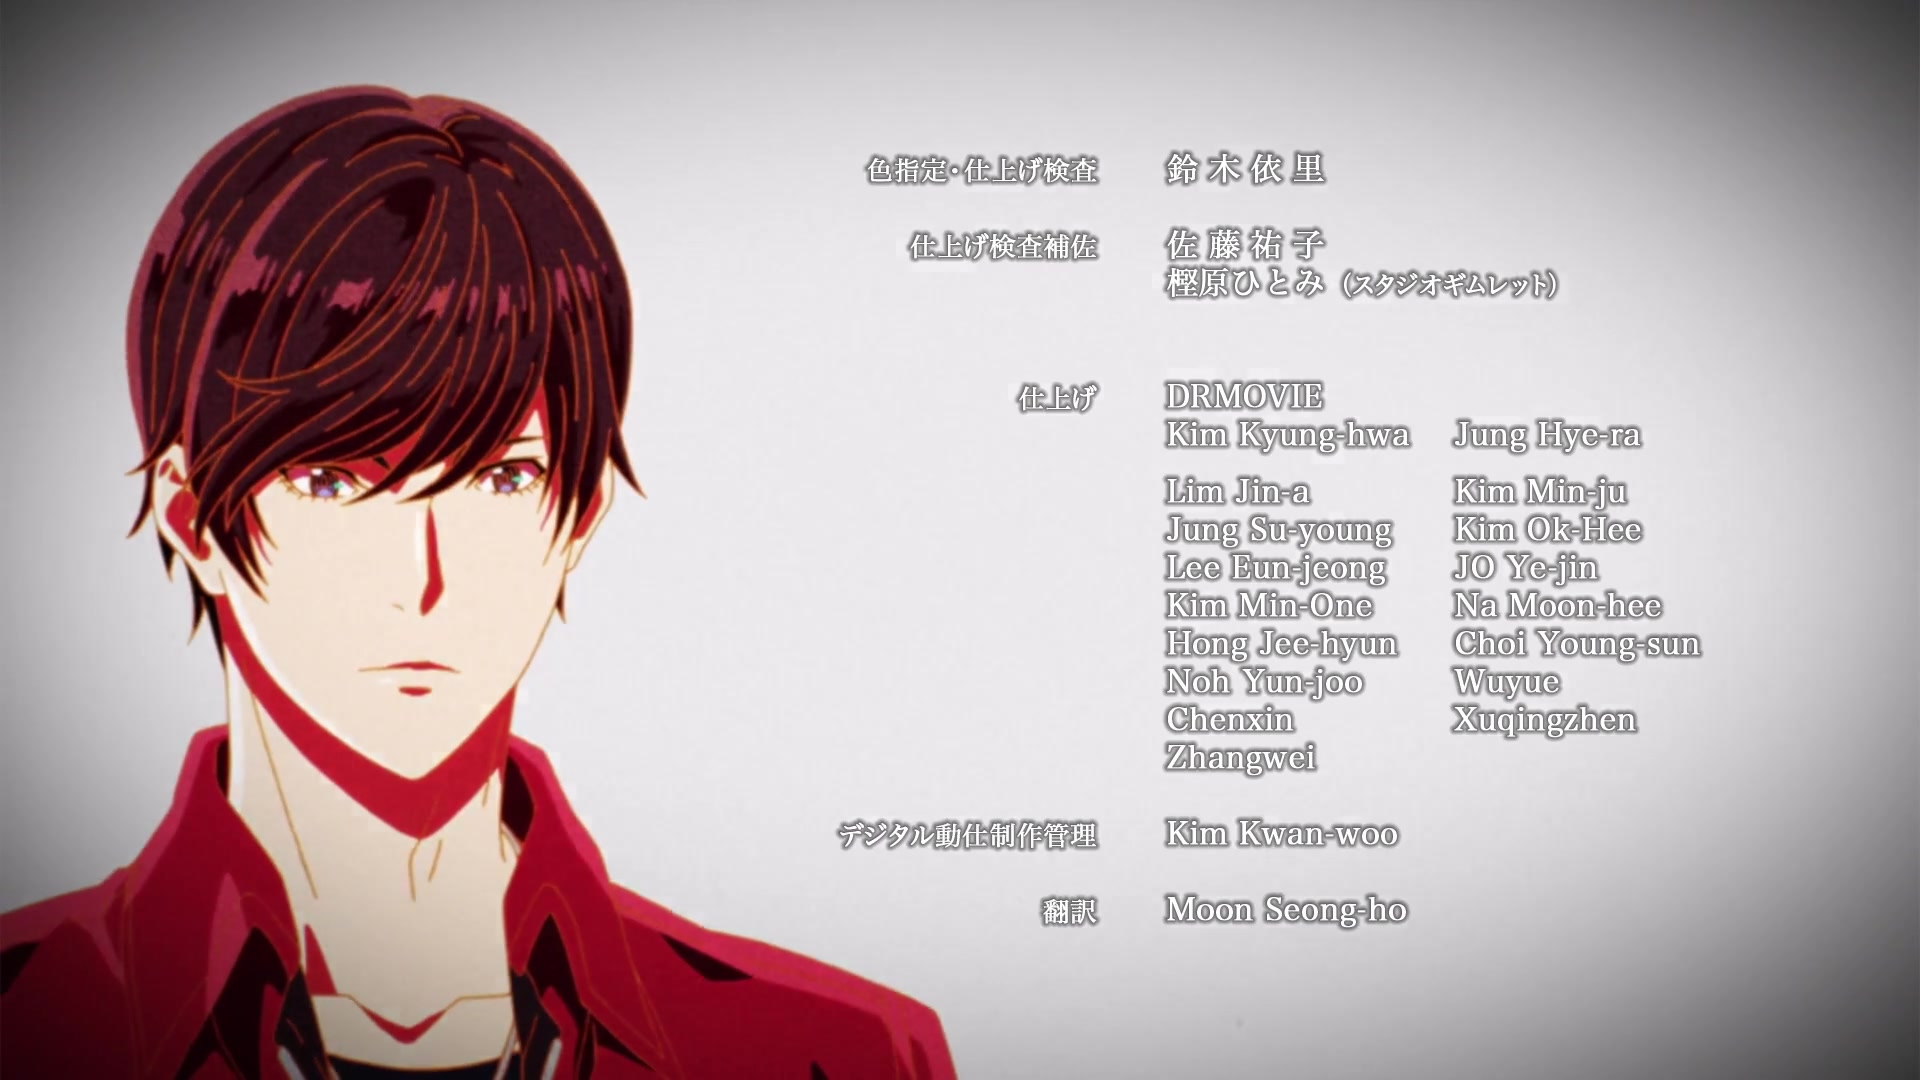 色指定・仕上げ検査 鈴木依里
仕上げ検査補佐 佐藤祐子
樫原ひとみ (スタジオギムレット)
仕上げ DRMOVIE
Kim Kyung-hwa Jung Hye-ra
Lim Jin-a Kim Min-ju
Jung Su-young Kim Ok-Hee
Lee Eun-jeong JO Ye-jin
Kim Min-One Na Moon-hee
Hong Jee-hyun Choi Young-sun
Noh Yun-joo Wuyue
Chenxin Xuqingzhen
Zhangwei
デジタル動仕制作管理 Kim Kwan-woo
翻訳 Moon Seong-ho